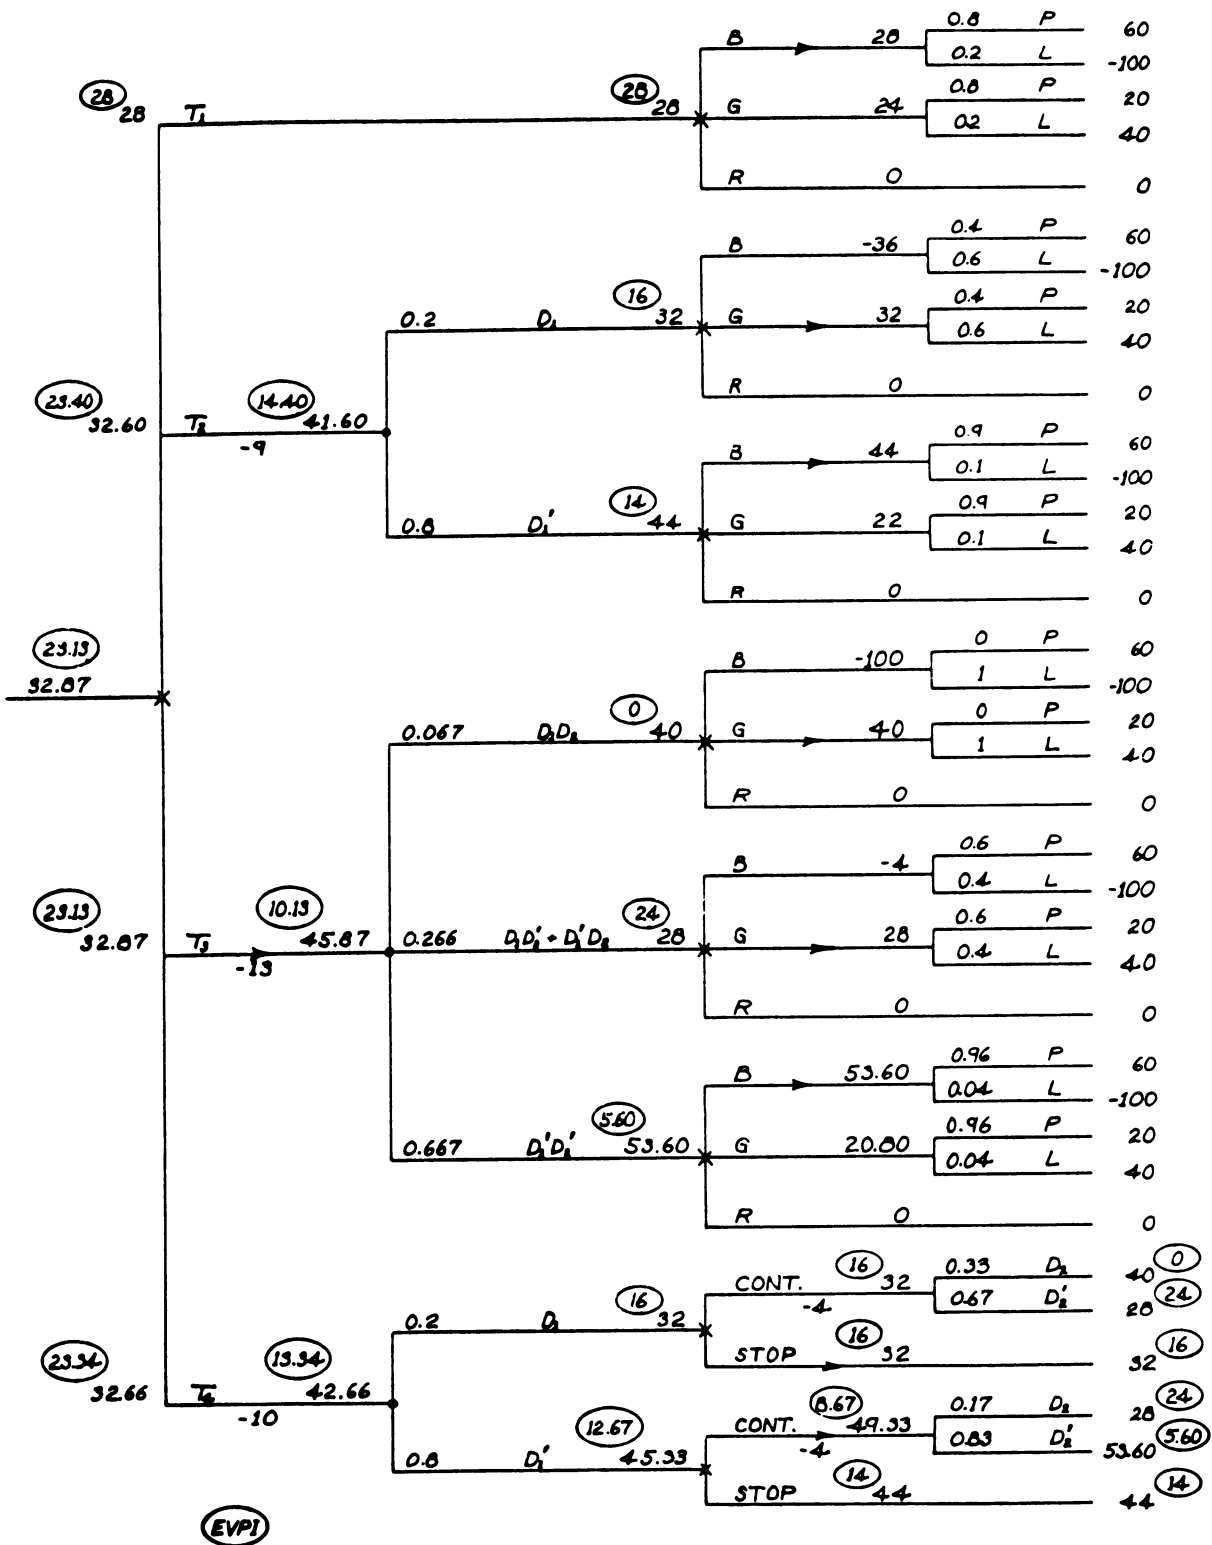 0.8 P 60
B 28
0.2 L -100
28
0.8 P 20
28 T₁ 28 28 G 24
0.2 L 40
R 0 0
0.4 P 60
B -36
0.6 L -100
16
0.4 P 20
0.2 D₁ 32 G 32
0.6 L 40
R 0 0
23.40 14.40
32.60 T₂ 41.60
-9
0.9 P 60
B 44
0.1 L -100
14
0.9 P 20
0.8 D₁' 44 G 22
0.1 L 40
R 0 0
23.13
32.87
0 P 60
B -100
1 L -100
0
0 P 20
0.067 D₁D₂ 40 G 40
1 L 40
R 0 0
0.6 P 60
B -4
0.4 L -100
23.13 10.13 24
0.6 P 20
32.87 T₃ 45.87 0.266 D₁D₂' + D₁'D₂ 28 G 28
-13
0.4 L 40
R 0 0
0.96 P 60
B 53.60
0.04 L -100
5.60
0.96 P 20
0.667 D₁'D₂' 53.60 G 20.80
0.04 L 40
R 0 0
16 0.33 D₂ 40 0
CONT. 32
-4
0.67 D₂' 28 24
16
0.2 D₁ 32
16
STOP 32 32 16
23.34 13.34
32.66 T₄ 42.66
-10
8.67 0.17 D₂ 28 24
CONT. 49.33
-4
0.83 D₂' 53.60 5.60
12.67
0.8 D₁' 45.33
14
STOP 44 44 14
EVPI